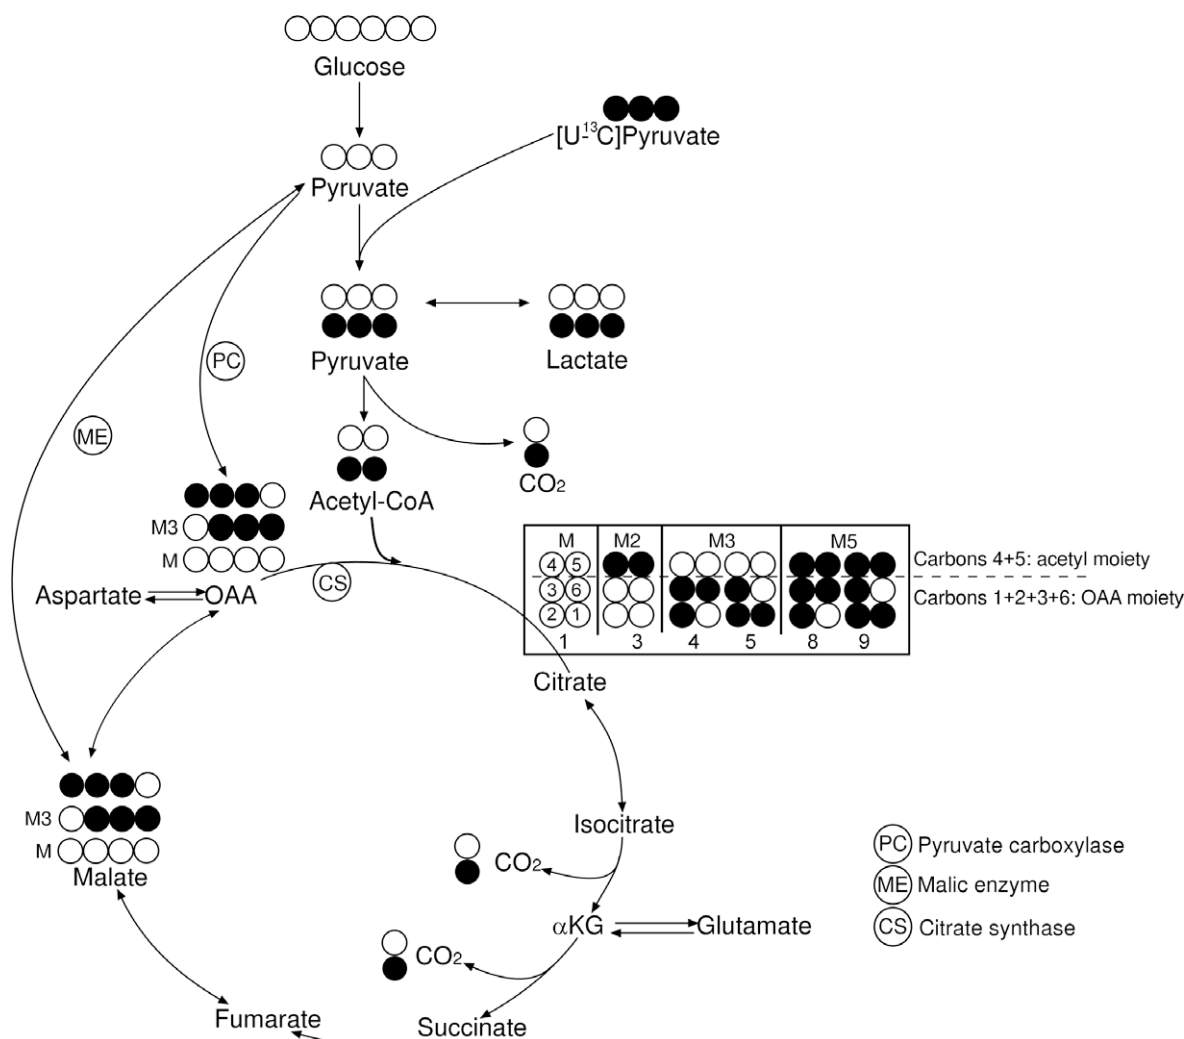 Glucose
[U-13C]Pyruvate
Pyruvate
Pyruvate
Lactate
PC
ME
CO2
Acetyl-CoA
M3
M
Aspartate
OAA
CS
M M2 M3 M5
4 5
3 6
2 1
1 3 4 5 8 9
Carbons 4+5: acetyl moiety
Carbons 1+2+3+6: OAA moiety
Citrate
Isocitrate
M3
M
Malate
CO2
αKG
Glutamate
CO2
Fumarate
Succinate
PC Pyruvate carboxylase
ME Malic enzyme
CS Citrate synthase